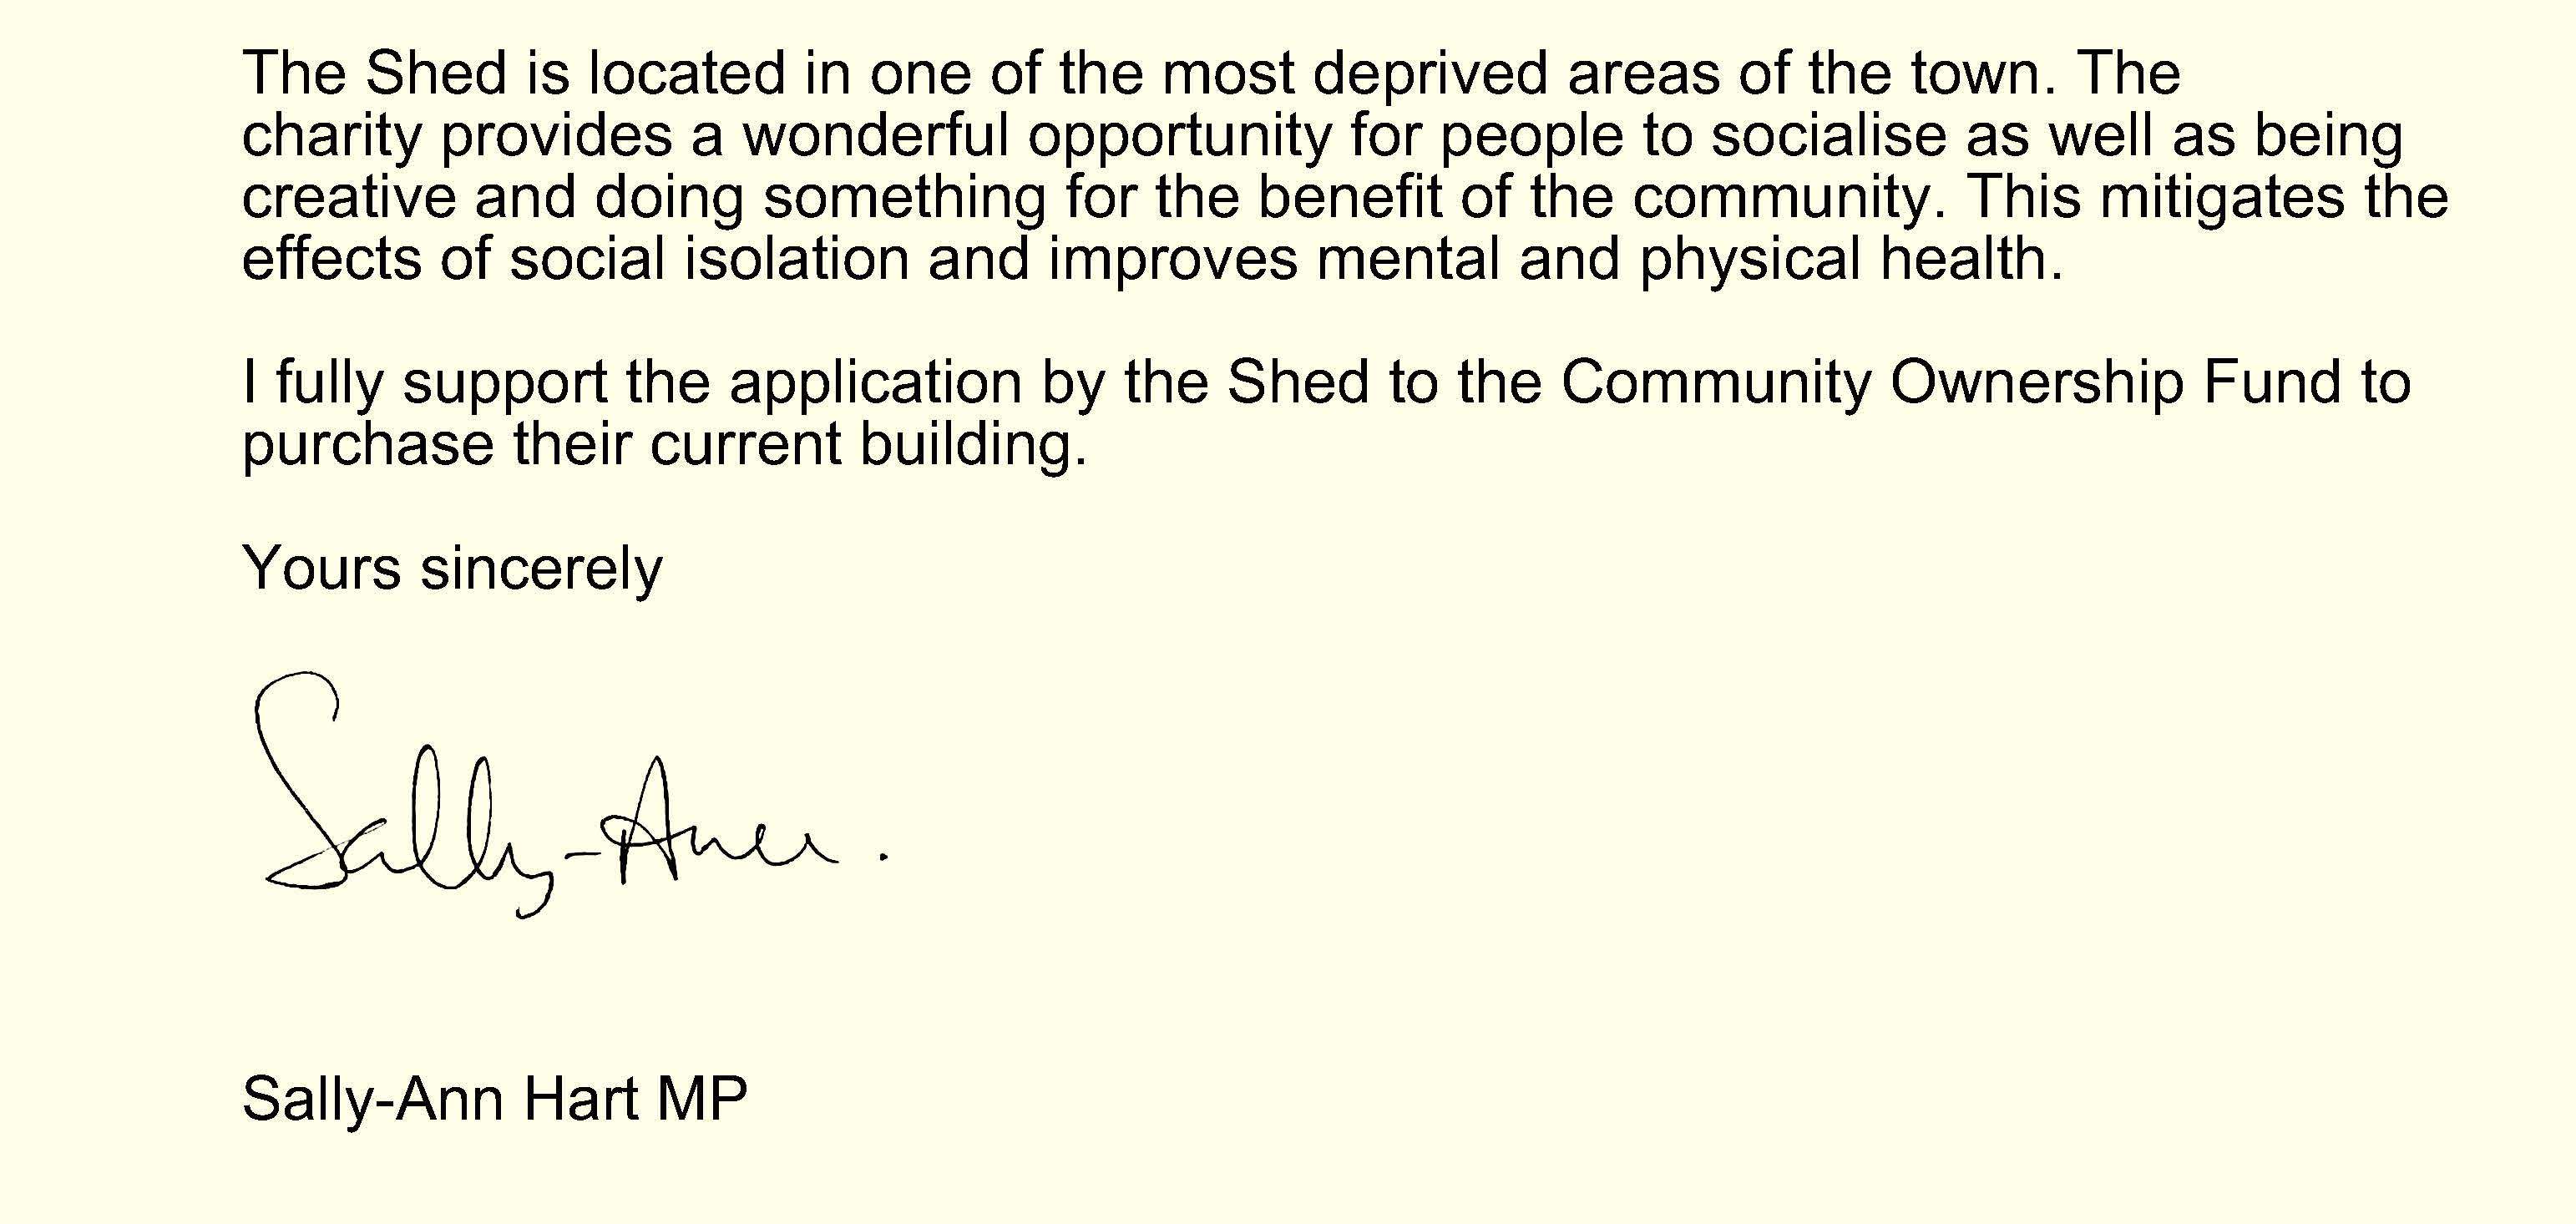 The Shed is located in one of the most deprived areas of the town. The
charity provides a wonderful opportunity for people to socialise as well as being
creative and doing something for the benefit of the community. This mitigates the
effects of social isolation and improves mental and physical health.
I fully support the application by the Shed to the Community Ownership Fund to
purchase their current building.
Yours sincerely
Sally-Ann.
Sally-Ann Hart MP